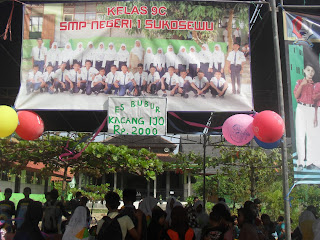 KELAS 9C
SMP NEGERI 1 SUKOSEWU
ES BUBUR
KACANG IJO
Rp. 2000